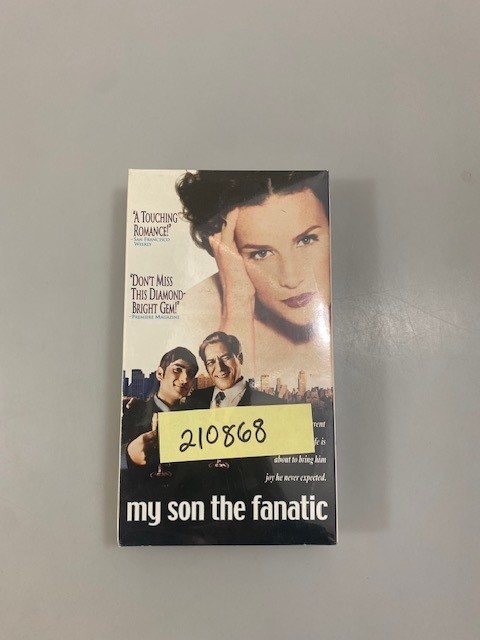 "A TOUCHING
ROMANCE!"
-SAN FRANCISCO
WEEKLY
"DON'T MISS
THIS DIAMOND-
BRIGHT GEM!"
-PREMIERE MAGAZINE
210868
is
about to bring him
joy he never expected.
my son the fanatic